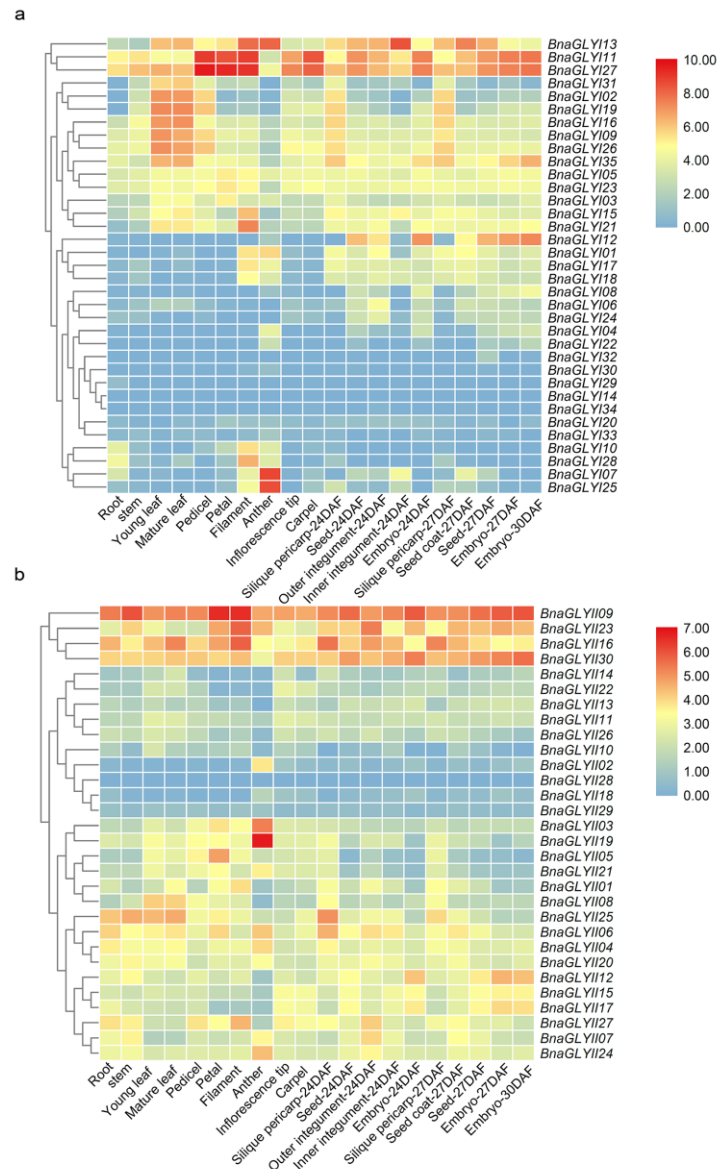 a
BnaGLYI13
BnaGLYI11
BnaGLYI27
BnaGLYI31
BnaGLYI02
BnaGLYI19
BnaGLYI16
BnaGLYI09
BnaGLYI26
BnaGLYI35
BnaGLYI05
BnaGLYI23
BnaGLYI03
BnaGLYI15
BnaGLYI21
BnaGLYI12
BnaGLYI01
BnaGLYI17
BnaGLYI18
BnaGLYI08
BnaGLYI06
BnaGLYI24
BnaGLYI04
BnaGLYI22
BnaGLYI32
BnaGLYI30
BnaGLYI29
BnaGLYI14
BnaGLYI34
BnaGLYI20
BnaGLYI33
BnaGLYI10
BnaGLYI28
BnaGLYI07
BnaGLYI25
10.00
8.00
6.00
4.00
2.00
0.00
Root
stem
Young leaf
Mature leaf
Pedicel
Petal
Filament
Anther
Inflorescence tip
Carpel
Silique pericarp-24DAF
Seed-24DAF
Outer integument-24DAF
Inner integument-24DAF
Embryo-24DAF
Silique pericarp-27DAF
Seed coat-27DAF
Seed-27DAF
Embryo-27DAF
Embryo-30DAF
b
BnaGLYII09
BnaGLYII23
BnaGLYII16
BnaGLYII30
BnaGLYII14
BnaGLYII22
BnaGLYII13
BnaGLYII11
BnaGLYII26
BnaGLYII10
BnaGLYII02
BnaGLYII28
BnaGLYII18
BnaGLYII29
BnaGLYII03
BnaGLYII19
BnaGLYII05
BnaGLYII21
BnaGLYII01
BnaGLYII08
BnaGLYII25
BnaGLYII06
BnaGLYII04
BnaGLYII20
BnaGLYII12
BnaGLYII15
BnaGLYII17
BnaGLYII27
BnaGLYII07
BnaGLYII24
7.00
6.00
5.00
4.00
3.00
2.00
1.00
0.00
Root
stem
Young leaf
Mature leaf
Pedicel
Petal
Filament
Anther
Inflorescence tip
Carpel
Silique pericarp-24DAF
Seed-24DAF
Outer integument-24DAF
Inner integument-24DAF
Embryo-24DAF
Silique pericarp-27DAF
Seed coat-27DAF
Seed-27DAF
Embryo-27DAF
Embryo-30DAF